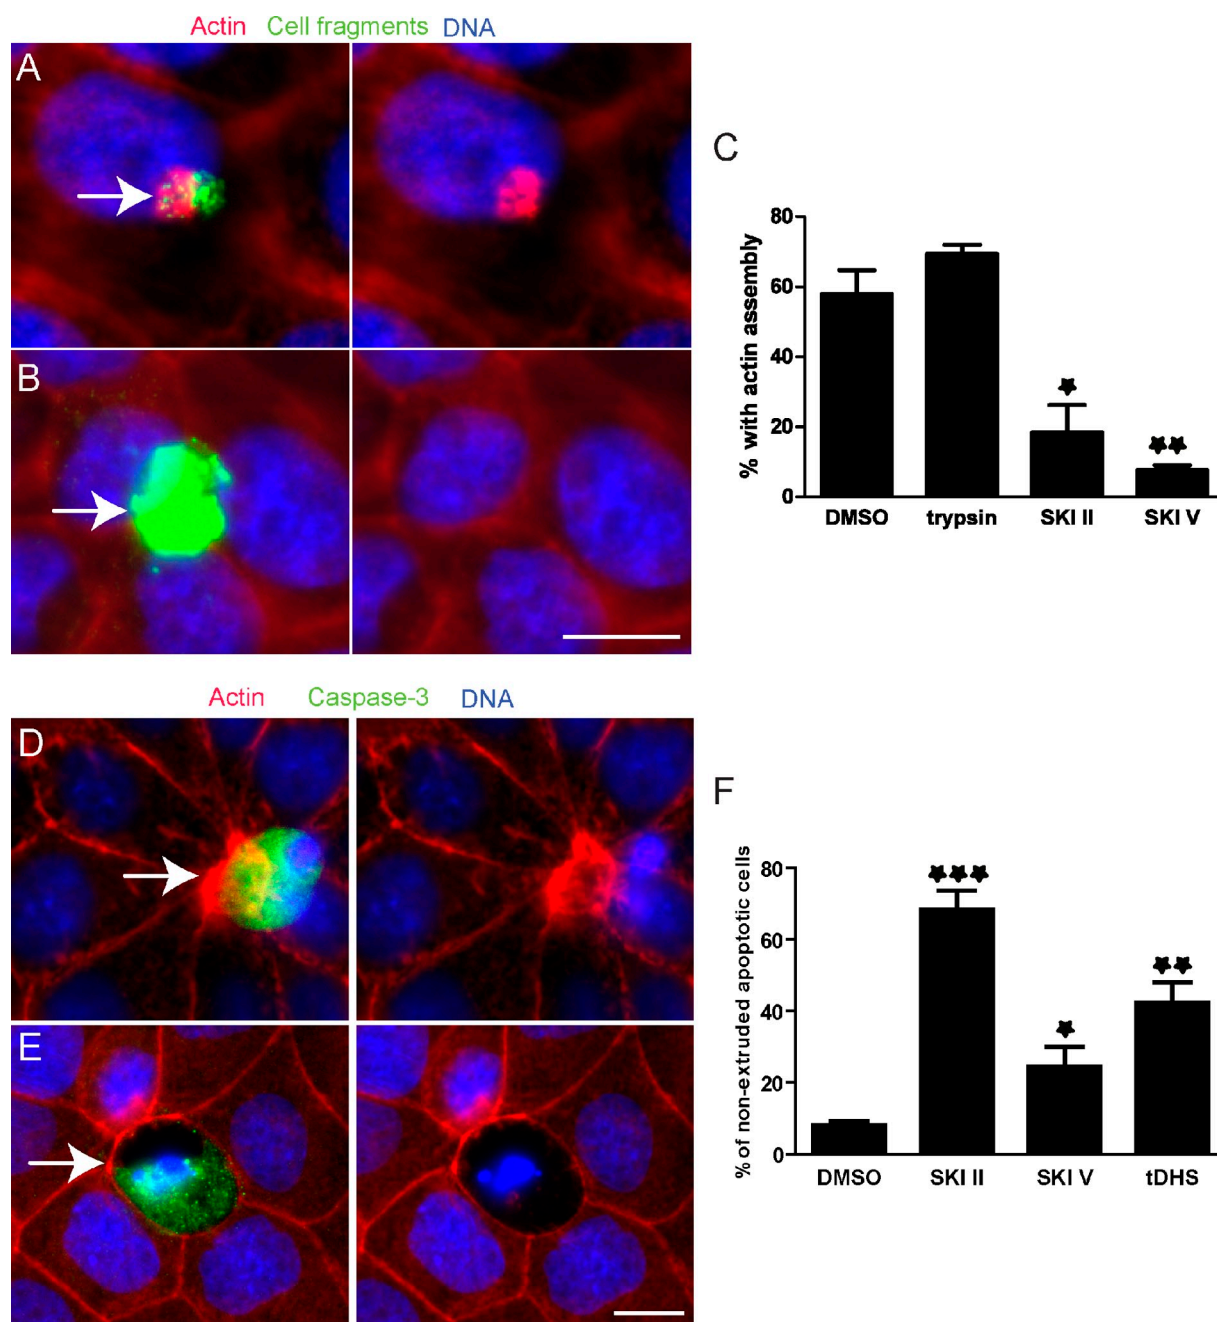 Actin Cell fragments DNA
A
B
C
% with actin assembly
80
60
40
20
0
DMSO trypsin SKI II SKI V
Actin Caspase-3 DNA
D
E
F
% of non-extruded apoptotic cells
80
60
40
20
0
DMSO SKI II SKI V tDHS